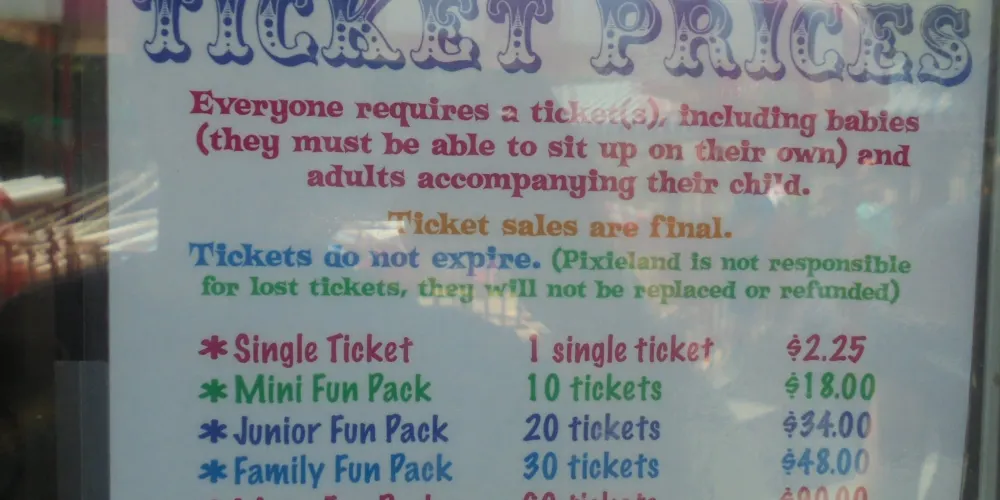 TICKET PRICES
Everyone requires a ticket(s), including babies
(they must be able to sit up on their own) and
adults accompanying their child.
Ticket sales are final.
Tickets do not expire. (Pixieland is not responsible
for lost tickets, they will not be replaced or refunded)
* Single Ticket 1 single ticket $2.25
* Mini Fun Pack 10 tickets $18.00
* Junior Fun Pack 20 tickets $34.00
* Family Fun Pack 30 tickets $48.00
Fun Pack tickets